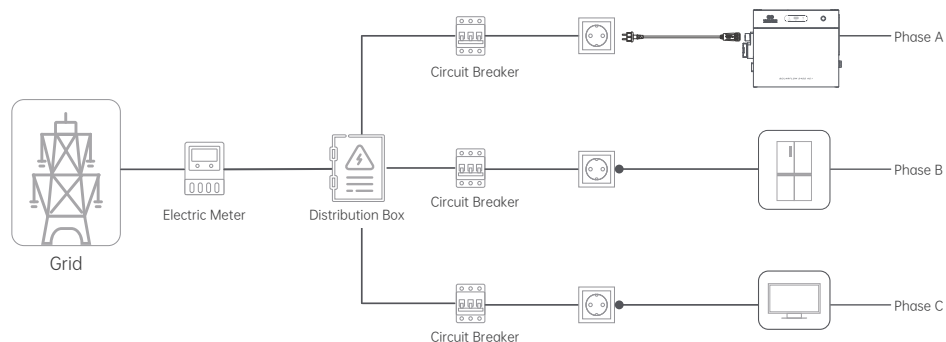 Circuit Breaker
Phase A
Grid
Electric Meter
Distribution Box
Circuit Breaker
Phase B
Circuit Breaker
Phase C